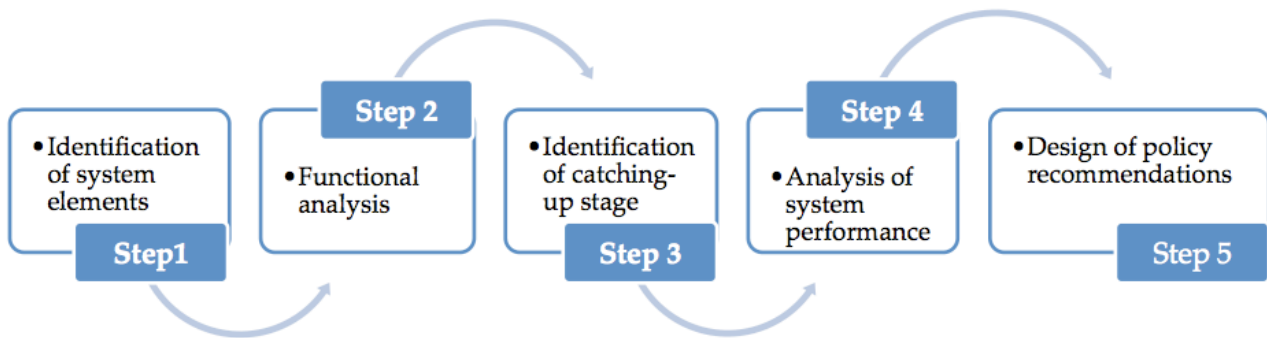 • Identification
of system
elements
Step1
Step 2
• Functional
analysis
• Identification
of catching-
up stage
Step 3
Step 4
• Analysis of
system
performance
• Design of policy
recommendations
Step 5